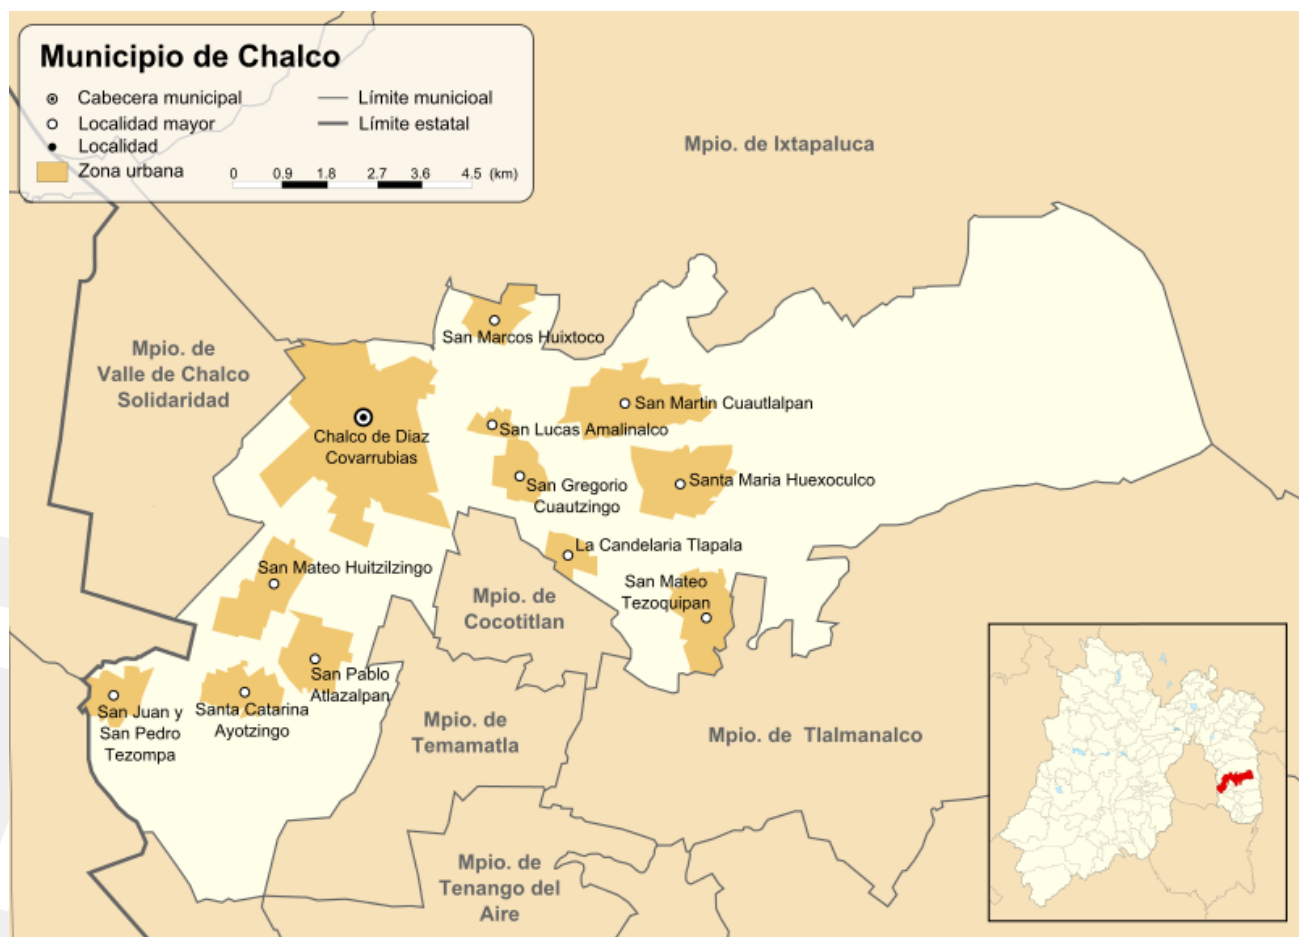 Municipio de Chalco
Cabecera municipal
Localidad mayor
Localidad
Zona urbana
Límite municioal
Límite estatal
0 0.9 1.8 2.7 3.6 4.5 (km)
Mpio. de Ixtapaluca
Mpio. de
Valle de Chalco
Solidaridad
San Marcos Huixtoco
San Martin Cuautlalpan
San Lucas Amalinalco
Chalco de Diaz
Covarrubias
Santa Maria Huexoculco
San Gregorio
Cuautzingo
La Candelaria Tlapala
San Mateo Huitzilzingo
San Mateo
Tezoquipan
Mpio. de
Cocotitlan
San Pablo
Atlazalpan
San Juan y
San Pedro
Tezompa
Santa Catarina
Ayotzingo
Mpio. de
Temamatla
Mpio. de Tlalmanalco
Mpio. de
Tenango del
Aire